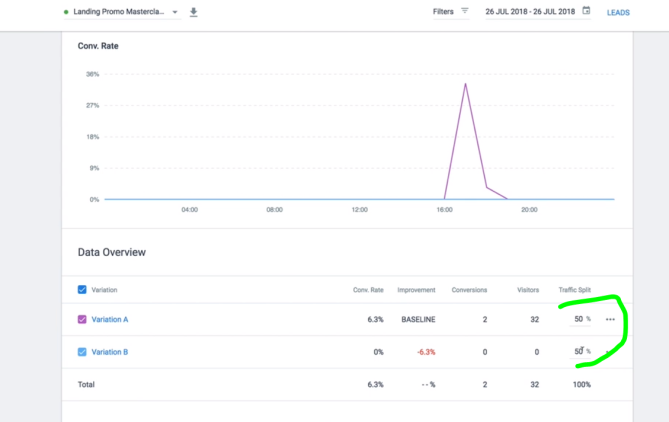 Landing Promo Mastercla...
Filters
26 JUL 2018 - 26 JUL 2018
LEADS
Conv. Rate
36%
27%
18%
9%
0%
04:00 08:00 12:00 16:00 20:00
Data Overview
Variation Conv. Rate Improvement Conversions Visitors Traffic Split
Variation A 6.3% BASELINE 2 32 50 %
Variation B 0% -6.3% 0 0 50 %
Total 6.3% --% 2 32 100%